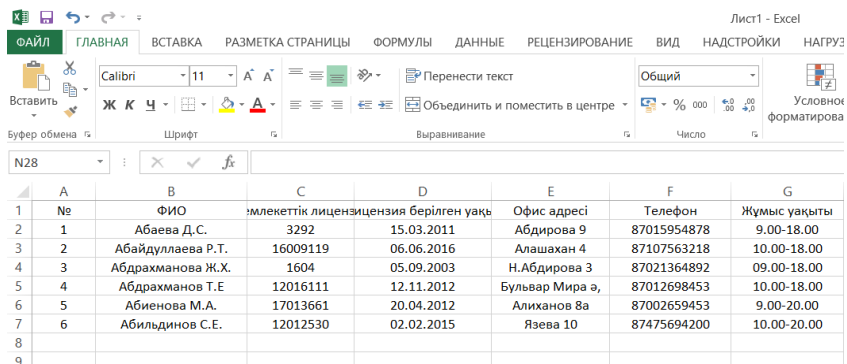 Лист1 - Excel
ФАЙЛ ГЛАВНАЯ ВСТАВКА РАЗМЕТКА СТРАНИЦЫ ФОРМУЛЫ ДАННЫЕ РЕЦЕНЗИРОВАНИЕ ВИД НАДСТРОЙКИ НАГРУЗ
Calibri 11 Перенести текст Общий
Вставить Ж К Ч Объединить и поместить в центре % 000 Условное
форматирова
Буфер обмена Шрифт Выравнивание Число
N28 fx
A B C D E F G
1 № ФИО емлекеттік лиценз ицензия берілген уақы Офис адресі Телефон Жұмыс уақыты
2 1 Абаева Д.С. 3292 15.03.2011 Абдирова 9 87015954878 9.00-18.00
3 2 Абайдуллаева Р.Т. 16009119 06.06.2016 Алашахан 4 87107563218 10.00-18.00
4 3 Абдрахманова Ж.Х. 1604 05.09.2003 Н.Абдирова 3 87021364892 09.00-18.00
5 4 Абдрахманов Т.Е 12016111 12.11.2012 Бульвар Мира ә, 87012698453 10.00-18.00
6 5 Абиенова М.А. 17013661 20.04.2012 Алиханов 8а 87002659453 9.00-20.00
7 6 Абильдинов С.Е. 12012530 02.02.2015 Язева 10 87475694200 10.00-20.00
8
9